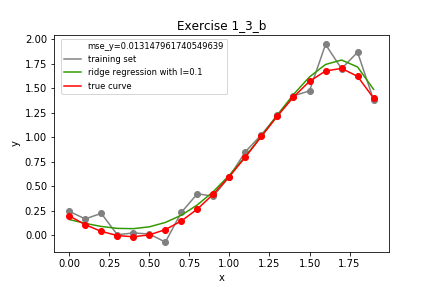 Exercise 1_3_b
mse_y=0.013147961740549639
training set
ridge regression with l=0.1
true curve
2.00
1.75
1.50
1.25
1.00
0.75
0.50
0.25
0.00
y
0.00 0.25 0.50 0.75 1.00 1.25 1.50 1.75
x